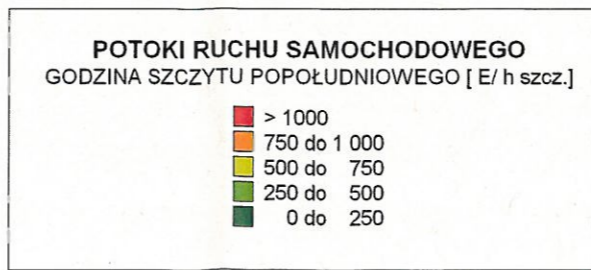 POTOKI RUCHU SAMOCHODOWEGO
GODZINA SZCZYTU POPOŁUDNIOWEGO [ E/ h szcz.]
> 1000
750 do 1 000
500 do 750
250 do 500
0 do 250